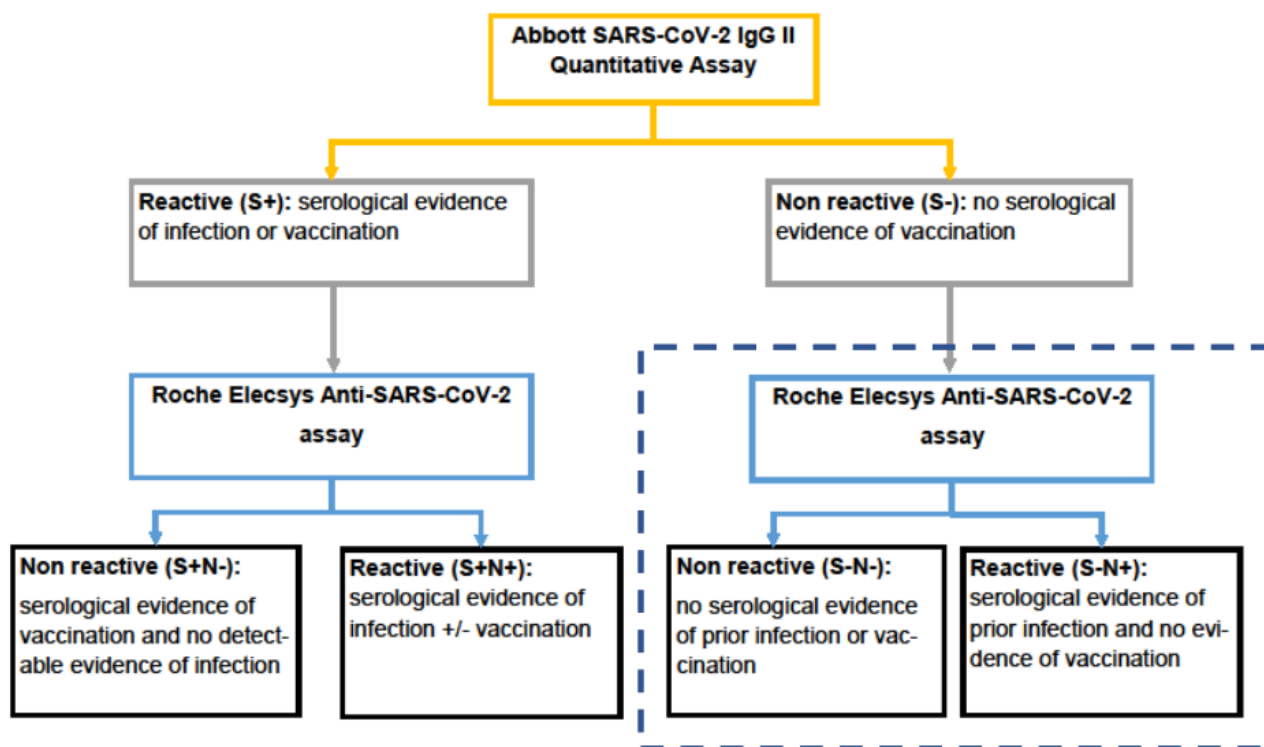 Abbott SARS-CoV-2 IgG II
Quantitative Assay
Reactive (S+): serological evidence
of infection or vaccination
Non reactive (S-): no serological
evidence of vaccination
Roche Elecsys Anti-SARS-CoV-2
assay
Roche Elecsys Anti-SARS-CoV-2
assay
Non reactive (S+N-):
serological evidence of
vaccination and no detect-
able evidence of infection
Reactive (S+N+):
serological evidence of
infection +/- vaccination
Non reactive (S-N-):
no serological evidence
of prior infection or vac-
cination
Reactive (S-N+):
serological evidence of
prior infection and no evi-
dence of vaccination